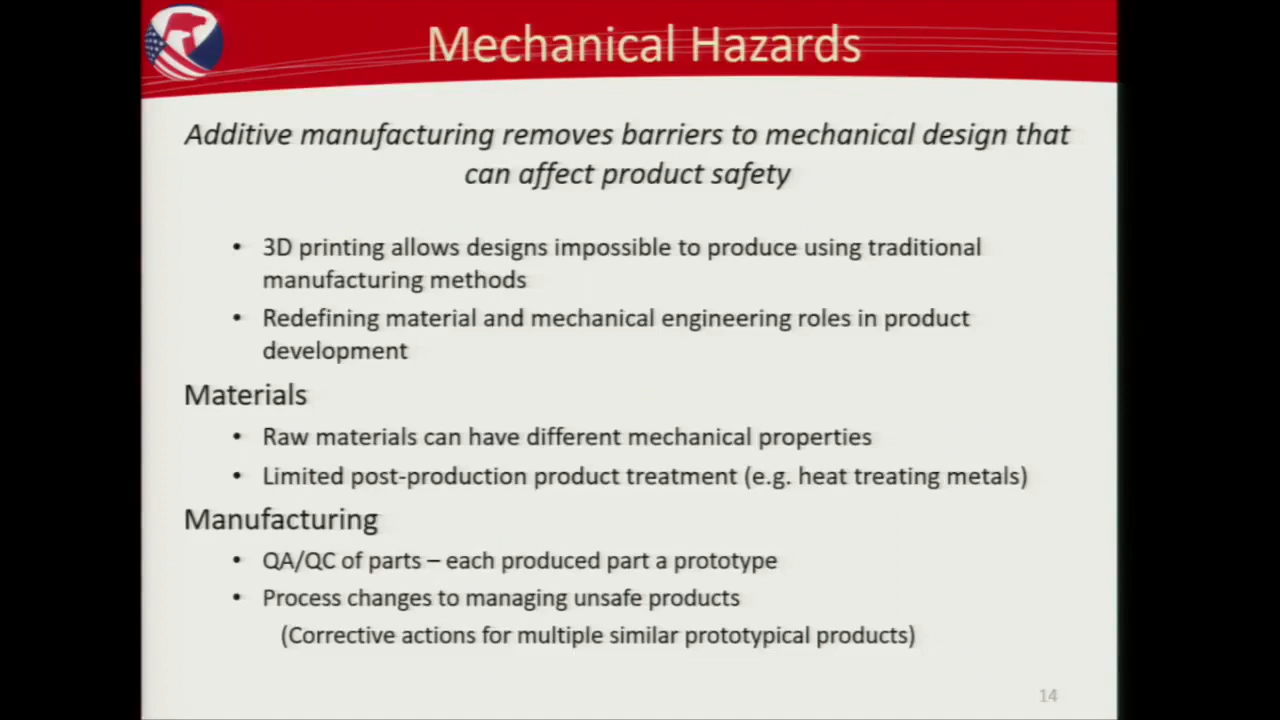 Mechanical Hazards
Additive manufacturing removes barriers to mechanical design that
can affect product safety
• 3D printing allows designs impossible to produce using traditional
manufacturing methods
• Redefining material and mechanical engineering roles in product
development
Materials
• Raw materials can have different mechanical properties
• Limited post-production product treatment (e.g. heat treating metals)
Manufacturing
• QA/QC of parts – each produced part a prototype
• Process changes to managing unsafe products
(Corrective actions for multiple similar prototypical products)
14